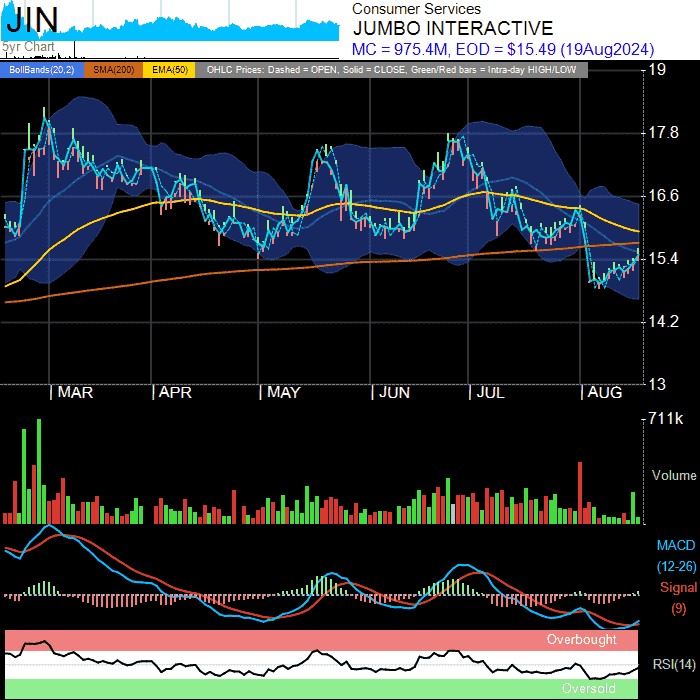 JIN
5yr Chart
Consumer Services
JUMBO INTERACTIVE
MC = 975.4M, EOD = $15.49 (19Aug2024)
BollBands(20,2) SMA(200) EMA(50) OHLC Prices: Dashed = OPEN, Solid = CLOSE, Green/Red bars = Intra-day HIGH/LOW
19
17.8
16.6
15.4
14.2
13
MAR APR MAY JUN JUL AUG
711k
Volume
MACD
(12-26)
Signal
(9)
Overbought
RSI(14)
Oversold